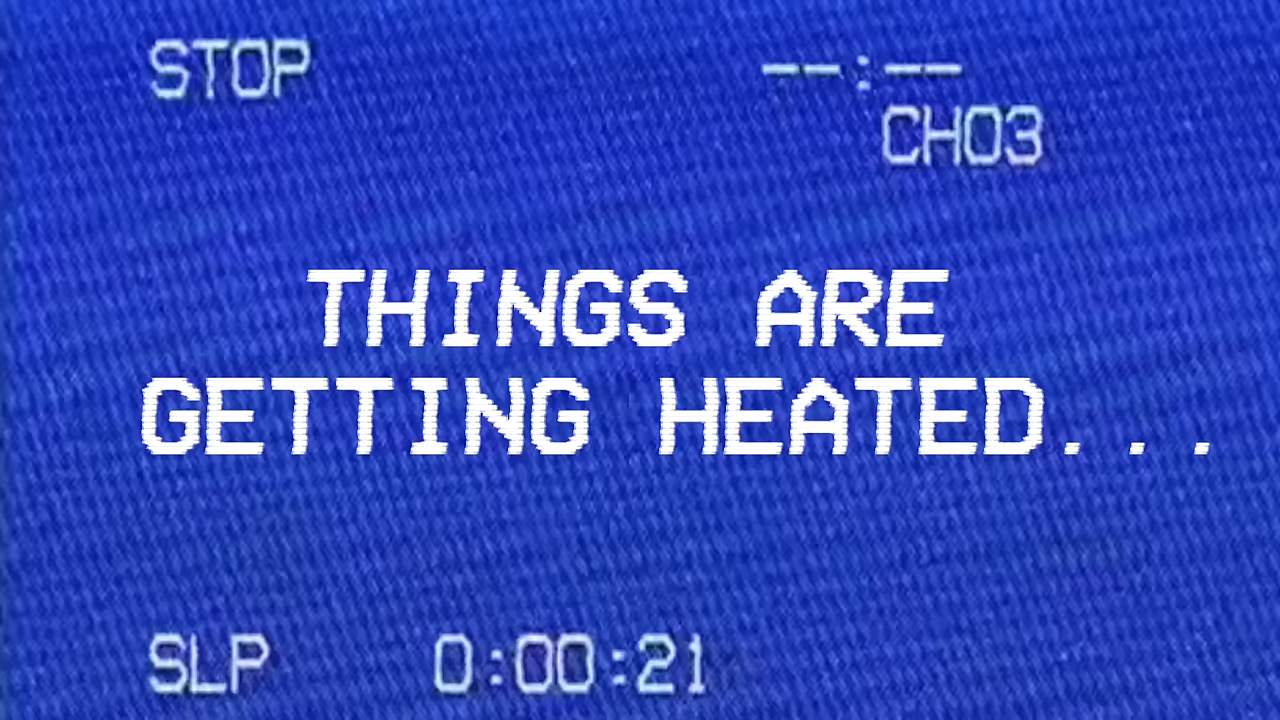 STOP --:--
CH03
THINGS ARE
GETTING HEATED...
SLP 0:00:21